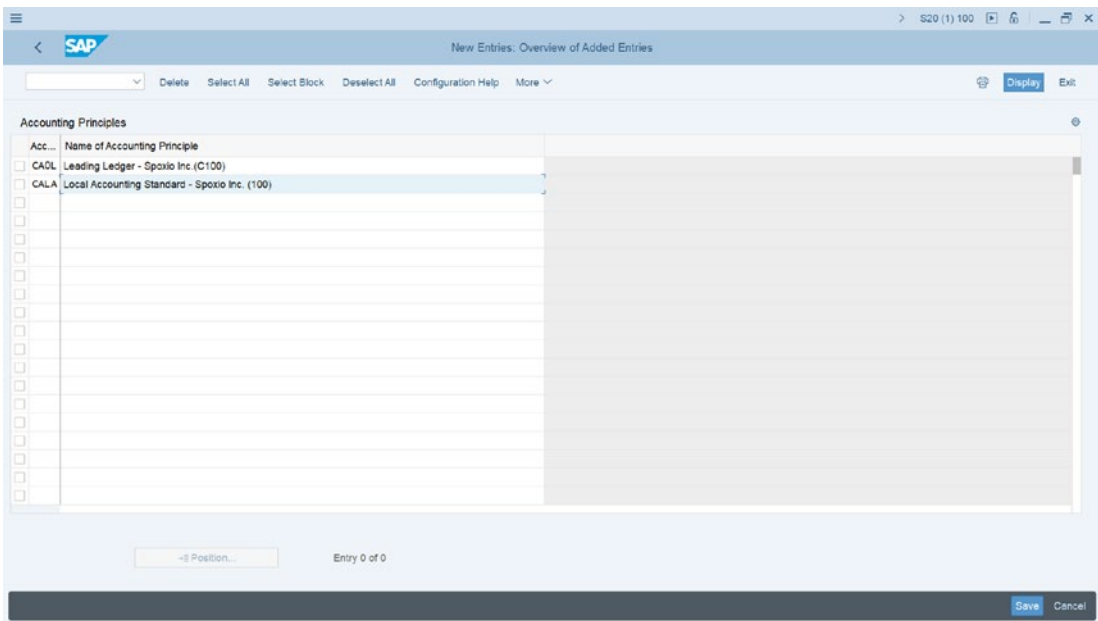 S20 (1) 100
SAP
New Entries: Overview of Added Entries
Delete Select All Select Block Deselect All Configuration Help More Display Exit
Accounting Principles
Acc... Name of Accounting Principle
CA0L Leading Ledger - Spoxio Inc.(C100)
CALA Local Accounting Standard - Spoxio Inc. (100)
Position... Entry 0 of 0
Save Cancel